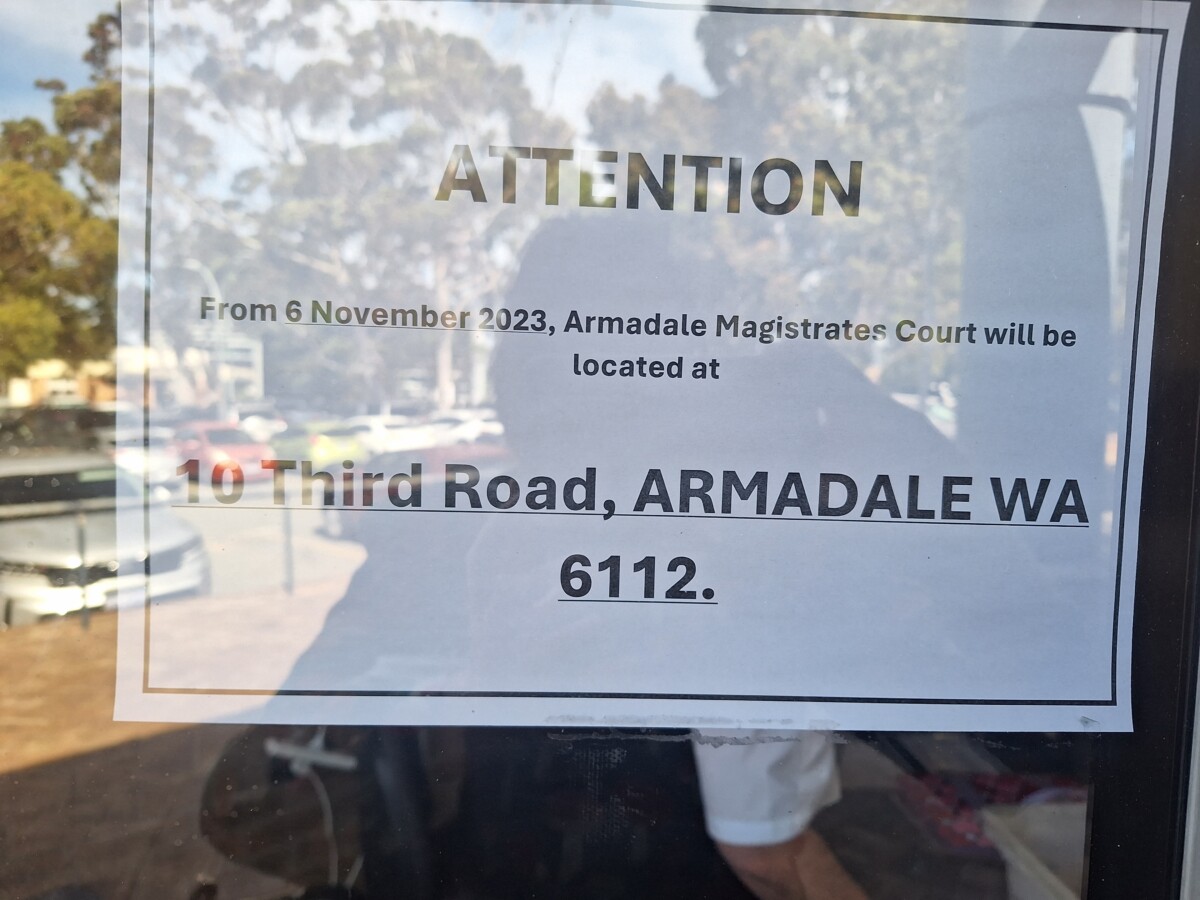 ATTENTION
From 6 November 2023, Armadale Magistrates Court will be
located at
10 Third Road, ARMADALE WA
6112.